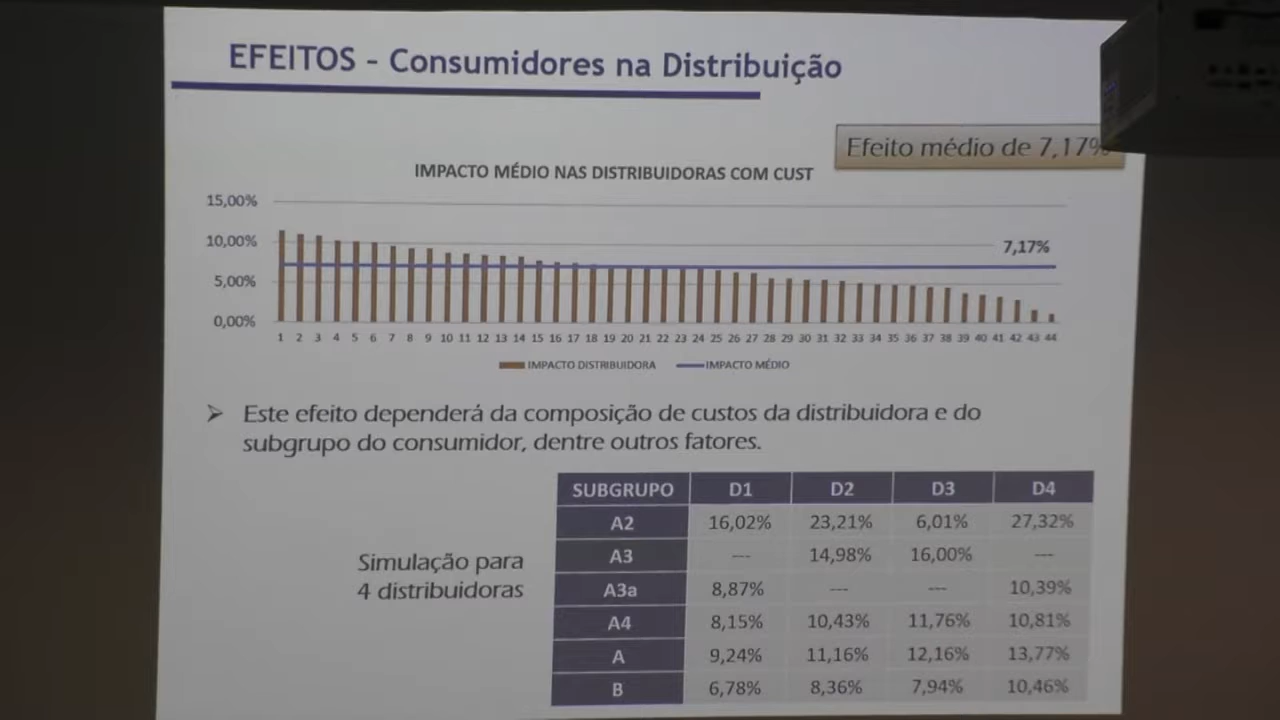 EFEITOS – Consumidores na Distribuição
Efeito médio de 7,17%
IMPACTO MÉDIO NAS DISTRIBUIDORAS COM CUST
15,00%
10,00%
7,17%
5,00%
0,00%
1 2 3 4 5 6 7 8 9 10 11 12 13 14 15 16 17 18 19 20 21 22 23 24 25 26 27 28 29 30 31 32 33 34 35 36 37 38 39 40 41 42 43 44
IMPACTO DISTRIBUIDORA IMPACTO MÉDIO
➢ Este efeito dependerá da composição de custos da distribuidora e do
subgrupo do consumidor, dentre outros fatores.
Simulação para
4 distribuidoras
SUBGRUPO D1 D2 D3 D4
A2 16,02% 23,21% 6,01% 27,32%
A3 --- 14,98% 16,00% ---
A3a 8,87% --- --- 10,39%
A4 8,15% 10,43% 11,76% 10,81%
A 9,24% 11,16% 12,16% 13,77%
B 6,78% 8,36% 7,94% 10,46%